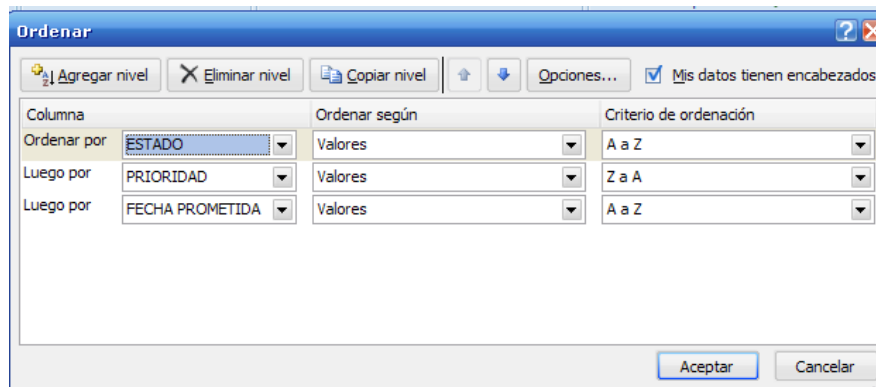 Ordenar
Agregar nivel Eliminar nivel Copiar nivel Opciones... Mis datos tienen encabezados
Columna Ordenar según Criterio de ordenación
Ordenar por ESTADO Valores A a Z
Luego por PRIORIDAD Valores Z a A
Luego por FECHA PROMETIDA Valores A a Z
Aceptar Cancelar